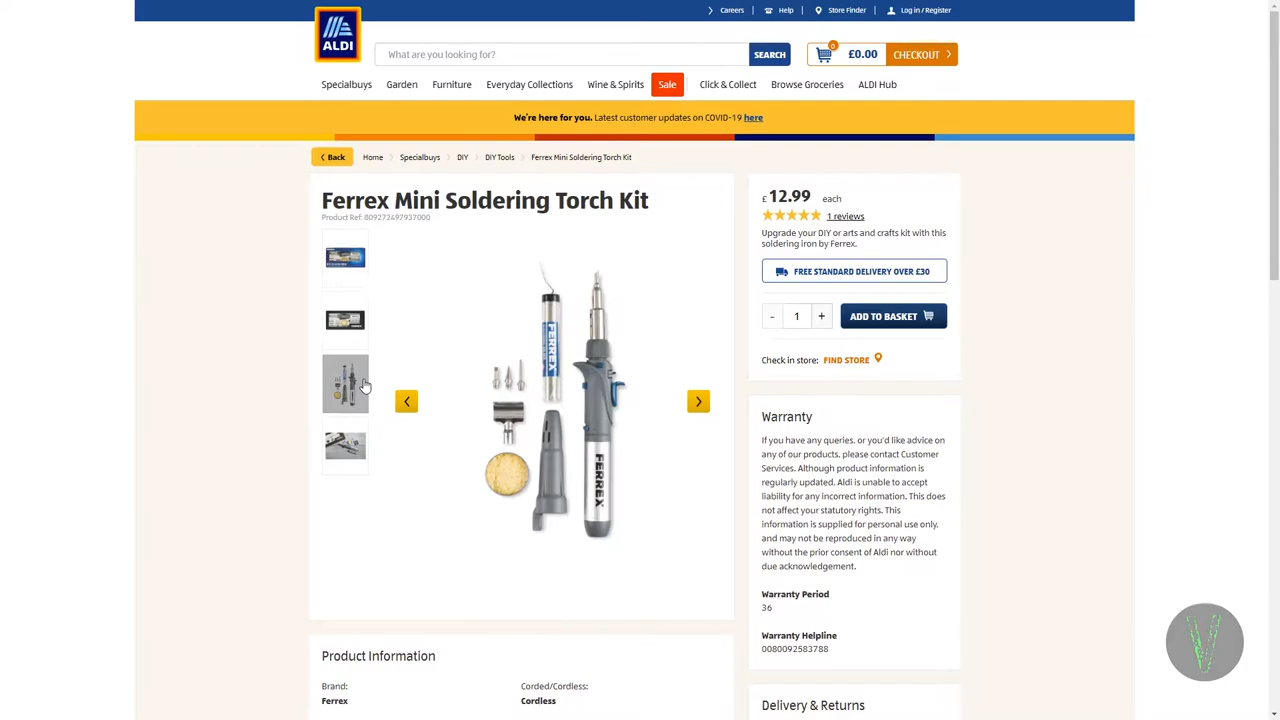 Careers
Help
Store Finder
Log in / Register
ALDI
What are you looking for?
SEARCH
0
£0.00
CHECKOUT
Specialbuys
Garden
Furniture
Everyday Collections
Wine & Spirits
Sale
Click & Collect
Browse Groceries
ALDI Hub
We're here for you. Latest customer updates on COVID-19 here
Back
Home
Specialbuys
DIY
DIY Tools
Ferrex Mini Soldering Torch Kit
Ferrex Mini Soldering Torch Kit
Product Ref: 809272697937000
FERREX
FERREX
£ 12.99 each
1 reviews
Upgrade your DIY or arts and crafts kit with this
soldering iron by Ferrex.
FREE STANDARD DELIVERY OVER £30
- 1 +
ADD TO BASKET
Check in store: FIND STORE
Warranty
If you have any queries, or you'd like advice on
any of our products, please contact Customer
Services. Although product information is
regularly updated, Aldi is unable to accept
liability for any incorrect information. This does
not affect your statutory rights. This
information is supplied for personal use only,
and may not be reproduced in any way
without the prior consent of Aldi nor without
due acknowledgement.
Warranty Period
36
Warranty Helpline
0080092583788
Product Information
Brand:
Ferrex
Corded/Cordless:
Cordless
Delivery & Returns